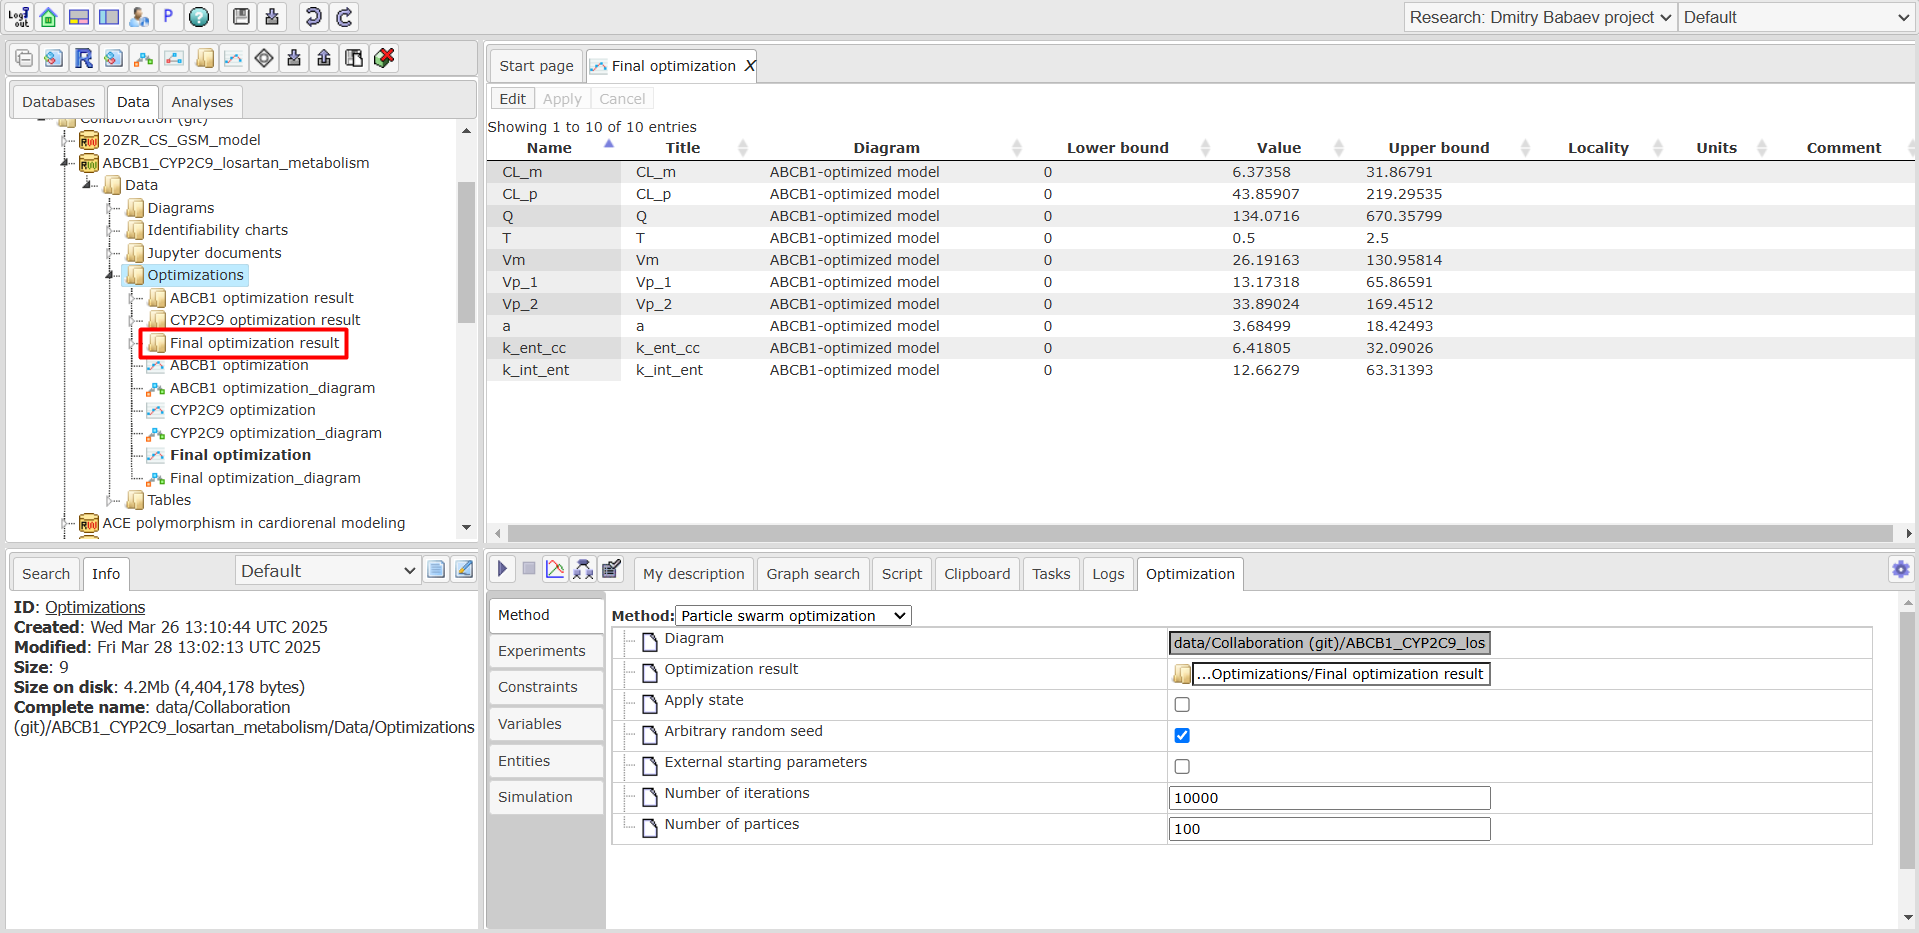 Log out
P
?
Research: Dmitry Babaev project
Default
Databases
Data
Analyses
Collaboration (git)
20ZR_CS_GSM_model
ABCB1_CYP2C9_losartan_metabolism
Data
Diagrams
Identifiability charts
Jupyter documents
Optimizations
ABCB1 optimization result
CYP2C9 optimization result
Final optimization result
ABCB1 optimization
ABCB1 optimization_diagram
CYP2C9 optimization
CYP2C9 optimization_diagram
Final optimization
Final optimization_diagram
Tables
ACE polymorphism in cardiorenal modeling
Start page
Final optimization X
Edit Apply Cancel
Showing 1 to 10 of 10 entries
Name Title Diagram Lower bound Value Upper bound Locality Units Comment
CL_m CL_m ABCB1-optimized model 0 6.37358 31.86791
CL_p CL_p ABCB1-optimized model 0 43.85907 219.29535
Q Q ABCB1-optimized model 0 134.0716 670.35799
T T ABCB1-optimized model 0 0.5 2.5
Vm Vm ABCB1-optimized model 0 26.19163 130.95814
Vp_1 Vp_1 ABCB1-optimized model 0 13.17318 65.86591
Vp_2 Vp_2 ABCB1-optimized model 0 33.89024 169.4512
a a ABCB1-optimized model 0 3.68499 18.42493
k_ent_cc k_ent_cc ABCB1-optimized model 0 6.41805 32.09026
k_int_ent k_int_ent ABCB1-optimized model 0 12.66279 63.31393
Search
Info
Default
ID: Optimizations
Created: Wed Mar 26 13:10:44 UTC 2025
Modified: Fri Mar 28 13:02:13 UTC 2025
Size: 9
Size on disk: 4.2Mb (4,404,178 bytes)
Complete name: data/Collaboration
(git)/ABCB1_CYP2C9_losartan_metabolism/Data/Optimizations
My description
Graph search
Script
Clipboard
Tasks
Logs
Optimization
Method
Experiments
Constraints
Variables
Entities
Simulation
Method: Particle swarm optimization
Diagram data/Collaboration (git)/ABCB1_CYP2C9_los
Optimization result ...Optimizations/Final optimization result
Apply state
Arbitrary random seed
External starting parameters
Number of iterations 10000
Number of partices 100